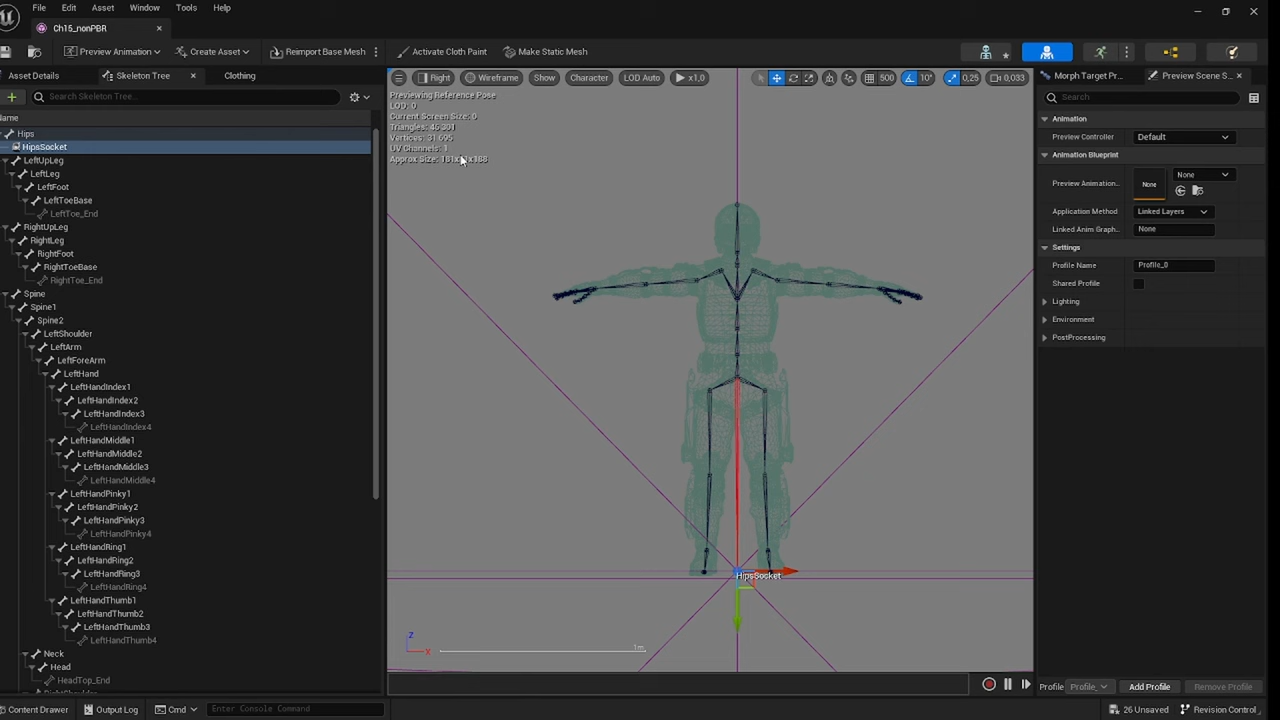 File Edit Asset Window Tools Help
Ch15_nonPBR
Preview Animation Create Asset Reimport Base Mesh Activate Cloth Paint Make Static Mesh
Asset Details Skeleton Tree Clothing
Search Skeleton Tree...
Name
Hips
HipsSocket
LeftUpLeg
LeftLeg
LeftFoot
LeftToeBase
LeftToe_End
RightUpLeg
RightLeg
RightFoot
RightToeBase
RightToe_End
Spine
Spine1
Spine2
LeftShoulder
LeftArm
LeftForeArm
LeftHand
LeftHandIndex1
LeftHandIndex2
LeftHandIndex3
LeftHandIndex4
LeftHandMiddle1
LeftHandMiddle2
LeftHandMiddle3
LeftHandMiddle4
LeftHandPinky1
LeftHandPinky2
LeftHandPinky3
LeftHandPinky4
LeftHandRing1
LeftHandRing2
LeftHandRing3
LeftHandRing4
LeftHandThumb1
LeftHandThumb2
LeftHandThumb3
LeftHandThumb4
Neck
Head
HeadTop_End
Right Wireframe Show Character LOD Auto x1,0 500 10° 0,25 0,033
Previewing Reference Pose
LOD: 0
Current Screen Size: 0
Triangles: 46 301
Vertices: 31 695
UV Channels: 1
Approx Size:
HipsSocket
Z
X
1m
Morph Target Pr... Preview Scene S...
Search
Animation
Preview Controller Default
Animation Blueprint
Preview Animation... None None
Application Method Linked Layers
Linked Anim Graph... None
Settings
Profile Name Profile_0
Shared Profile
Lighting
Environment
PostProcessing
Profile Profile_ Add Profile Remove Profile
Content Drawer Output Log Cmd Enter Console Command 26 Unsaved Revision Control